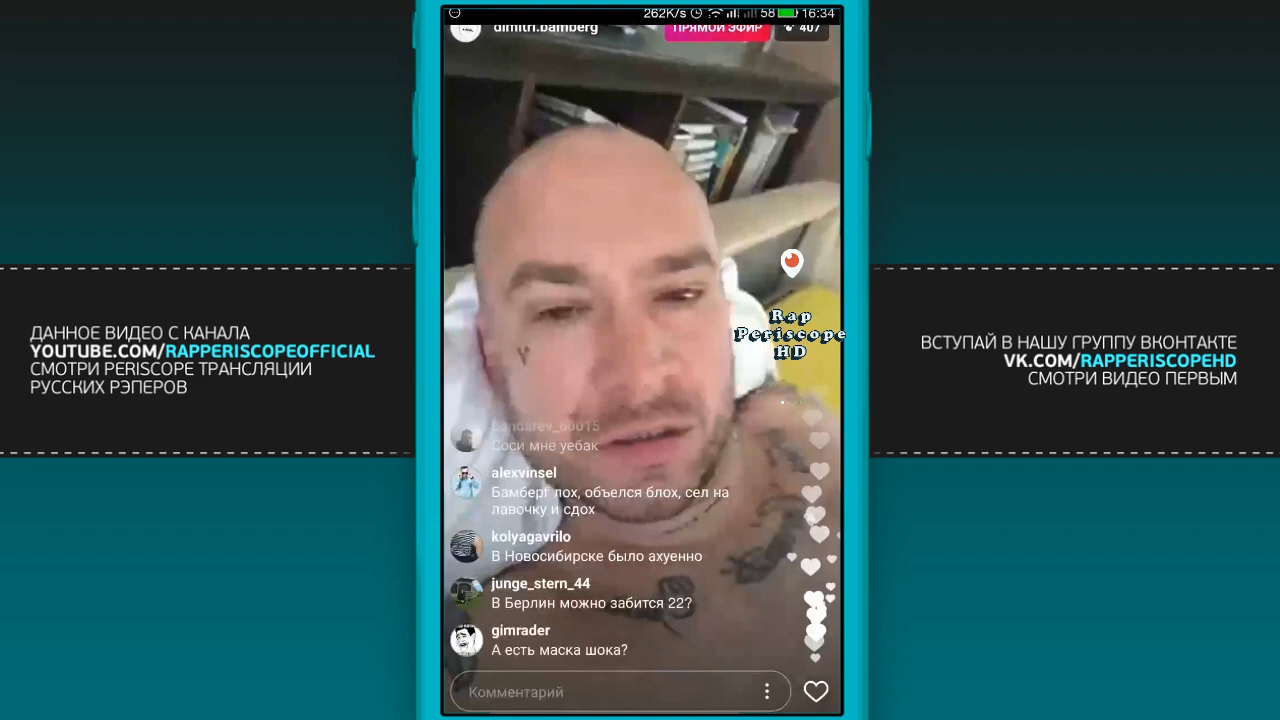 262K/s 58 16:34
dimitri.bamberg ПРЯМОЙ ЭФИР 407
ДАННОЕ ВИДЕО С КАНАЛА
YOUTUBE.COM/RAPPERISCOPEOFFICIAL
СМОТРИ PERISCOPE ТРАНСЛЯЦИИ
РУССКИХ РЭПЕРОВ
Rap
Periscope
HD
ВСТУПАЙ В НАШУ ГРУППУ ВКОНТАКТЕ
VK.COM/RAPPERISCOPEHD
СМОТРИ ВИДЕО ПЕРВЫМ
Соси мне уебак
alexvinsel
Бамберг лох, объелся блох, сел на
лавочку и сдох
kolyagavrilo
В Новосибирске было ахуенно
junge_stern_44
В Берлин можно забится 22?
gimrader
А есть маска шока?
Комментарий